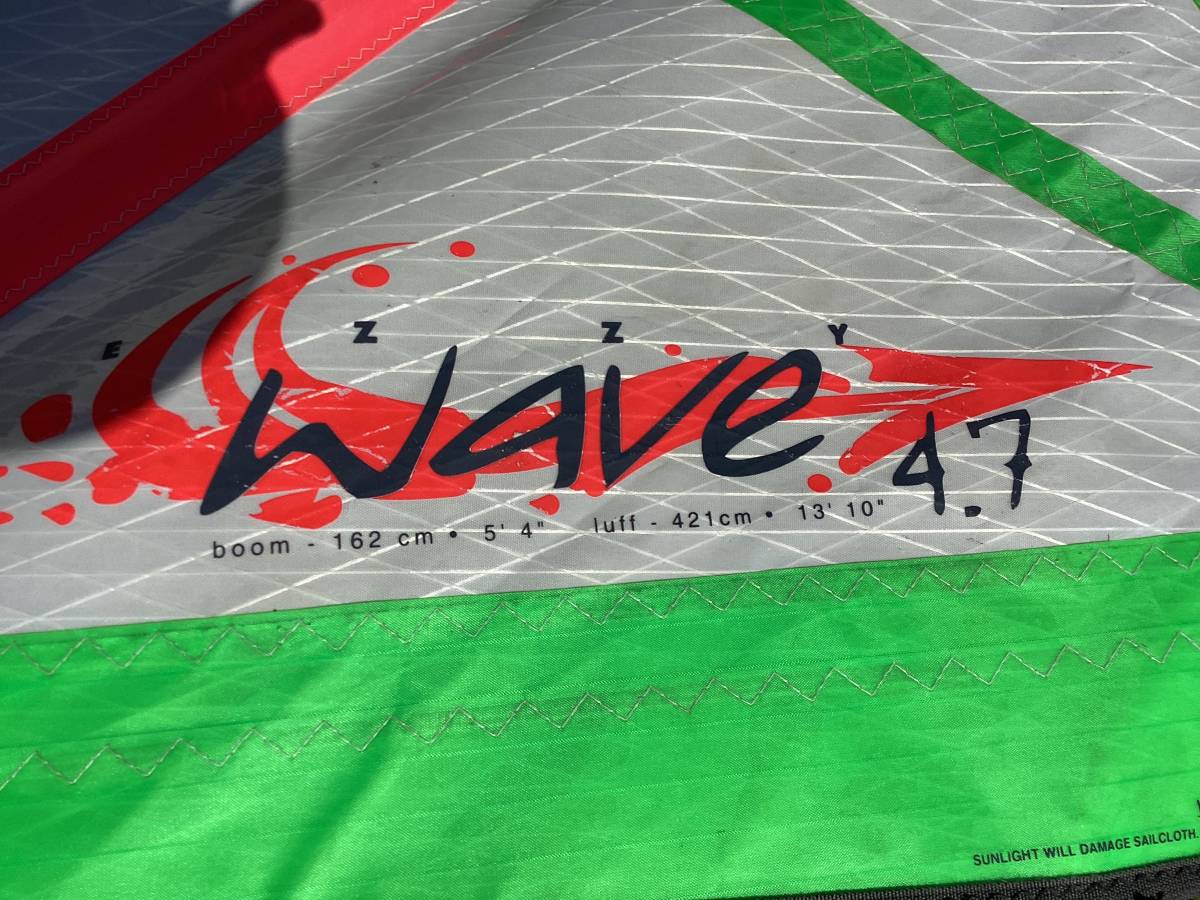 E Z Z Y
wave 4.7
boom - 162 cm • 5' 4" luff - 421cm • 13' 10"
SUNLIGHT WILL DAMAGE SAILCLOTH.